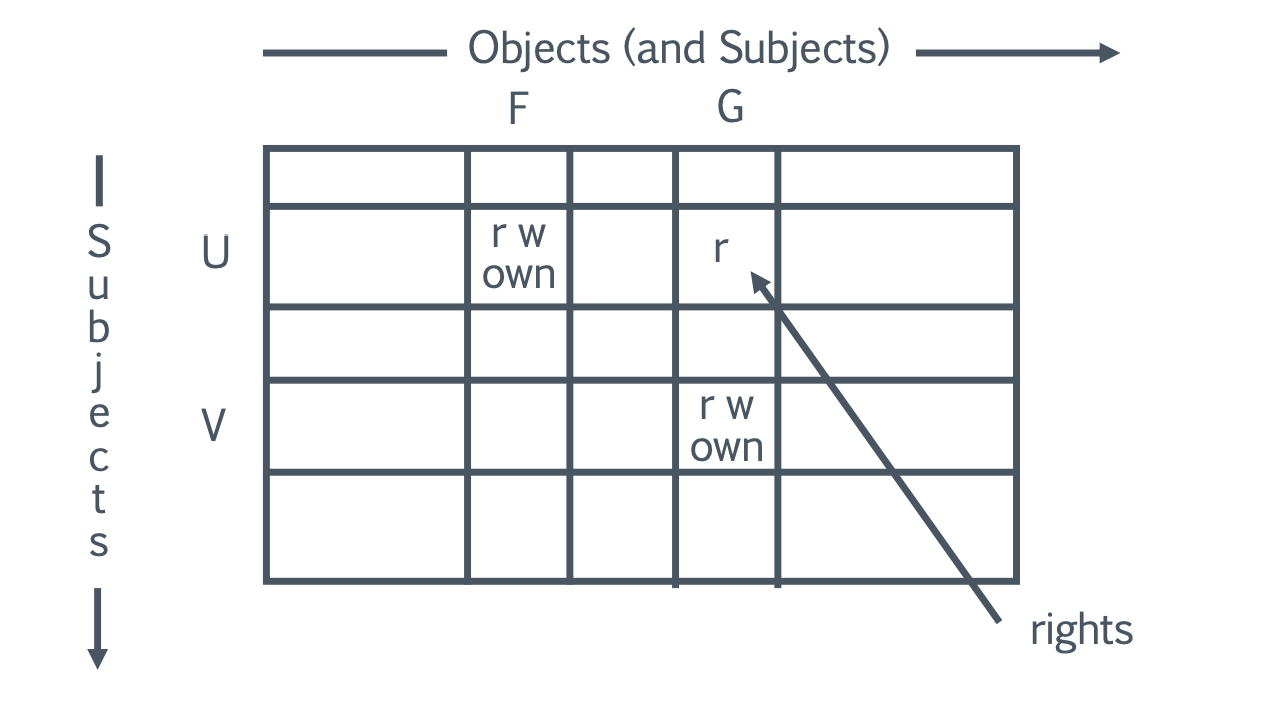 Objects (and Subjects)
F G
Subjects
U
r w
own
r
V
r w
own
rights